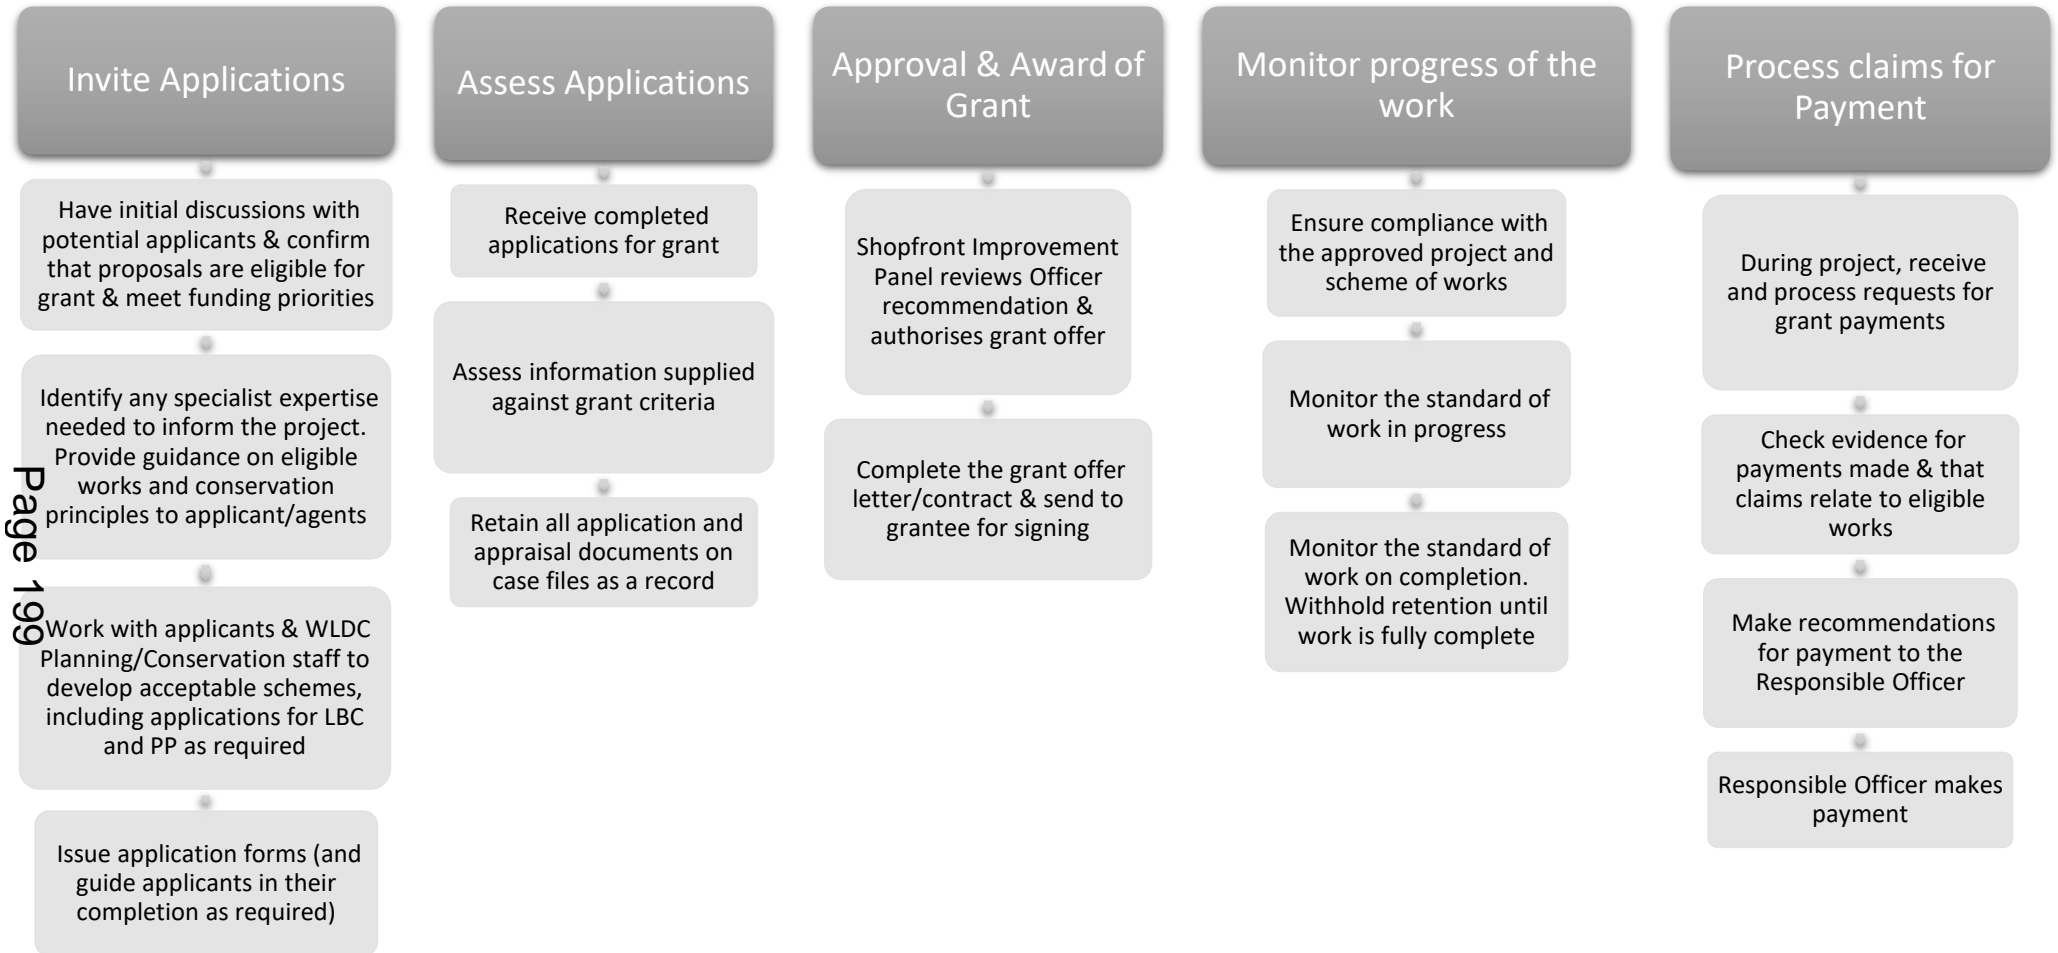 Invite Applications
Have initial discussions with
potential applicants & confirm
that proposals are eligible for
grant & meet funding priorities
Identify any specialist expertise
needed to inform the project.
Provide guidance on eligible
works and conservation
principles to applicant/agents
Work with applicants & WLDC
Planning/Conservation staff to
develop acceptable schemes,
including applications for LBC
and PP as required
Issue application forms (and
guide applicants in their
completion as required)
Assess Applications
Receive completed
applications for grant
Assess information supplied
against grant criteria
Retain all application and
appraisal documents on
case files as a record
Approval & Award of
Grant
Shopfront Improvement
Panel reviews Officer
recommendation &
authorises grant offer
Complete the grant offer
letter/contract & send to
grantee for signing
Monitor progress of the
work
Ensure compliance with
the approved project and
scheme of works
Monitor the standard of
work in progress
Monitor the standard of
work on completion.
Withhold retention until
work is fully complete
Process claims for
Payment
During project, receive
and process requests for
grant payments
Check evidence for
payments made & that
claims relate to eligible
works
Make recommendations
for payment to the
Responsible Officer
Responsible Officer makes
payment
Page 199